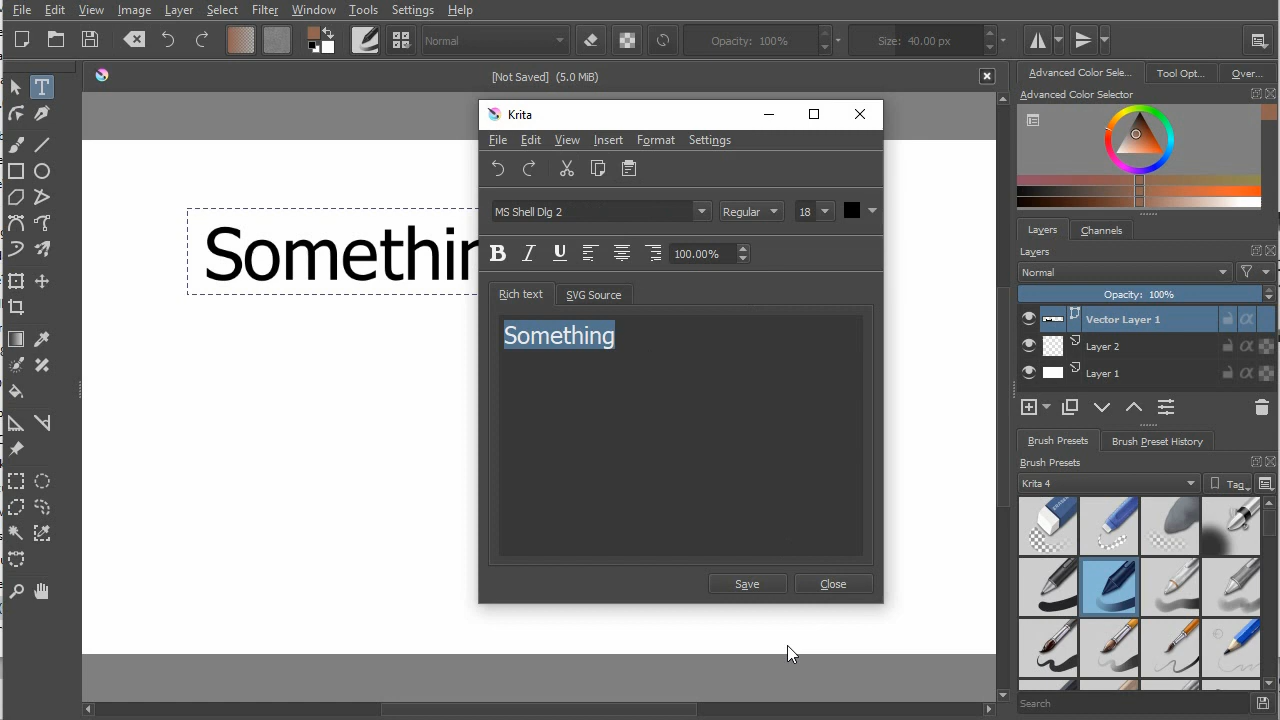 File Edit View Image Layer Select Filter Window Tools Settings Help
Normal Opacity: 100% Size: 40.00 px
[Not Saved] (5.0 MiB)
Advanced Color Sele... Tool Opt... Over...
Advanced Color Selector
Krita
File Edit View Insert Format Settings
MS Shell Dlg 2 Regular 18
B I U 100.00%
Rich text SVG Source
Something
Save Close
Somethin
Layers Channels
Layers
Normal
Opacity: 100%
Vector Layer 1
Layer 2
Layer 1
Brush Presets Brush Preset History
Brush Presets
Krita 4 Tag
Search